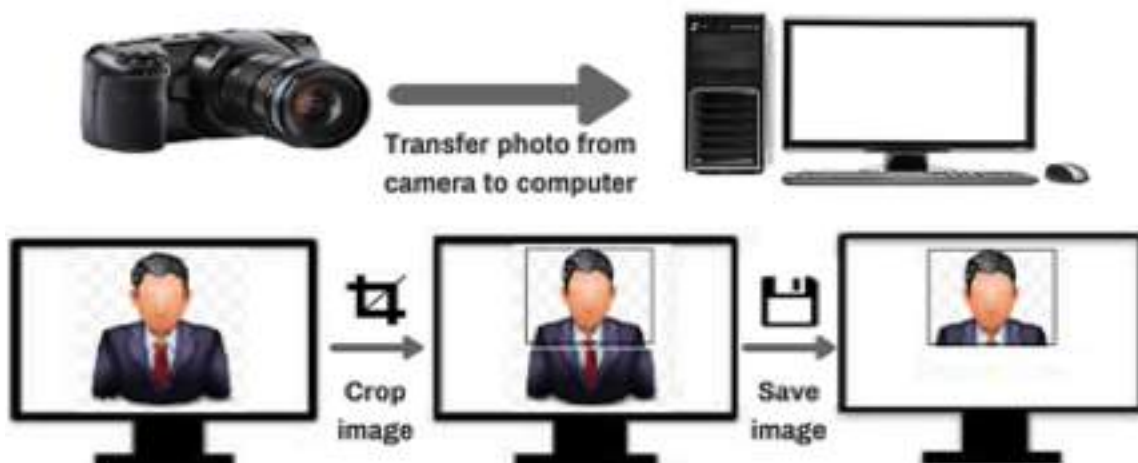 Transfer photo from
camera to computer
Crop
image
Save
image